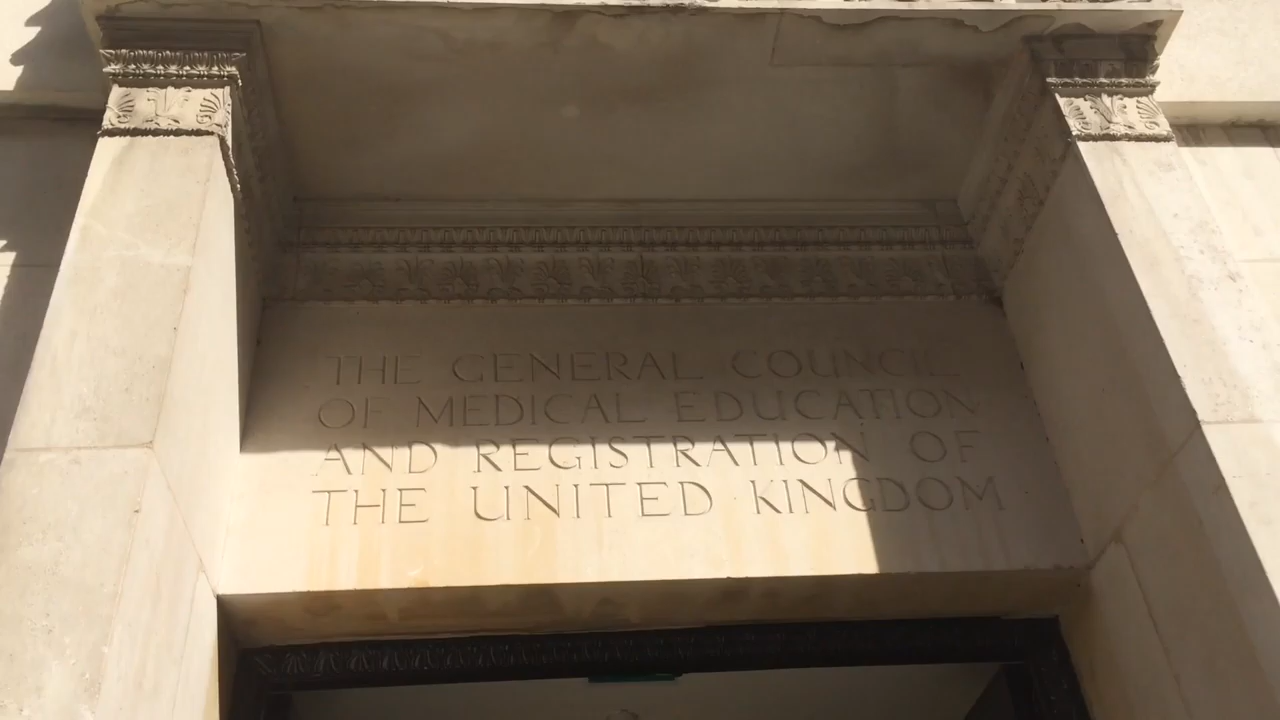 THE GENERAL COUNCIL
OF MEDICAL EDUCATION
AND REGISTRATION OF
THE UNITED KINGDOM